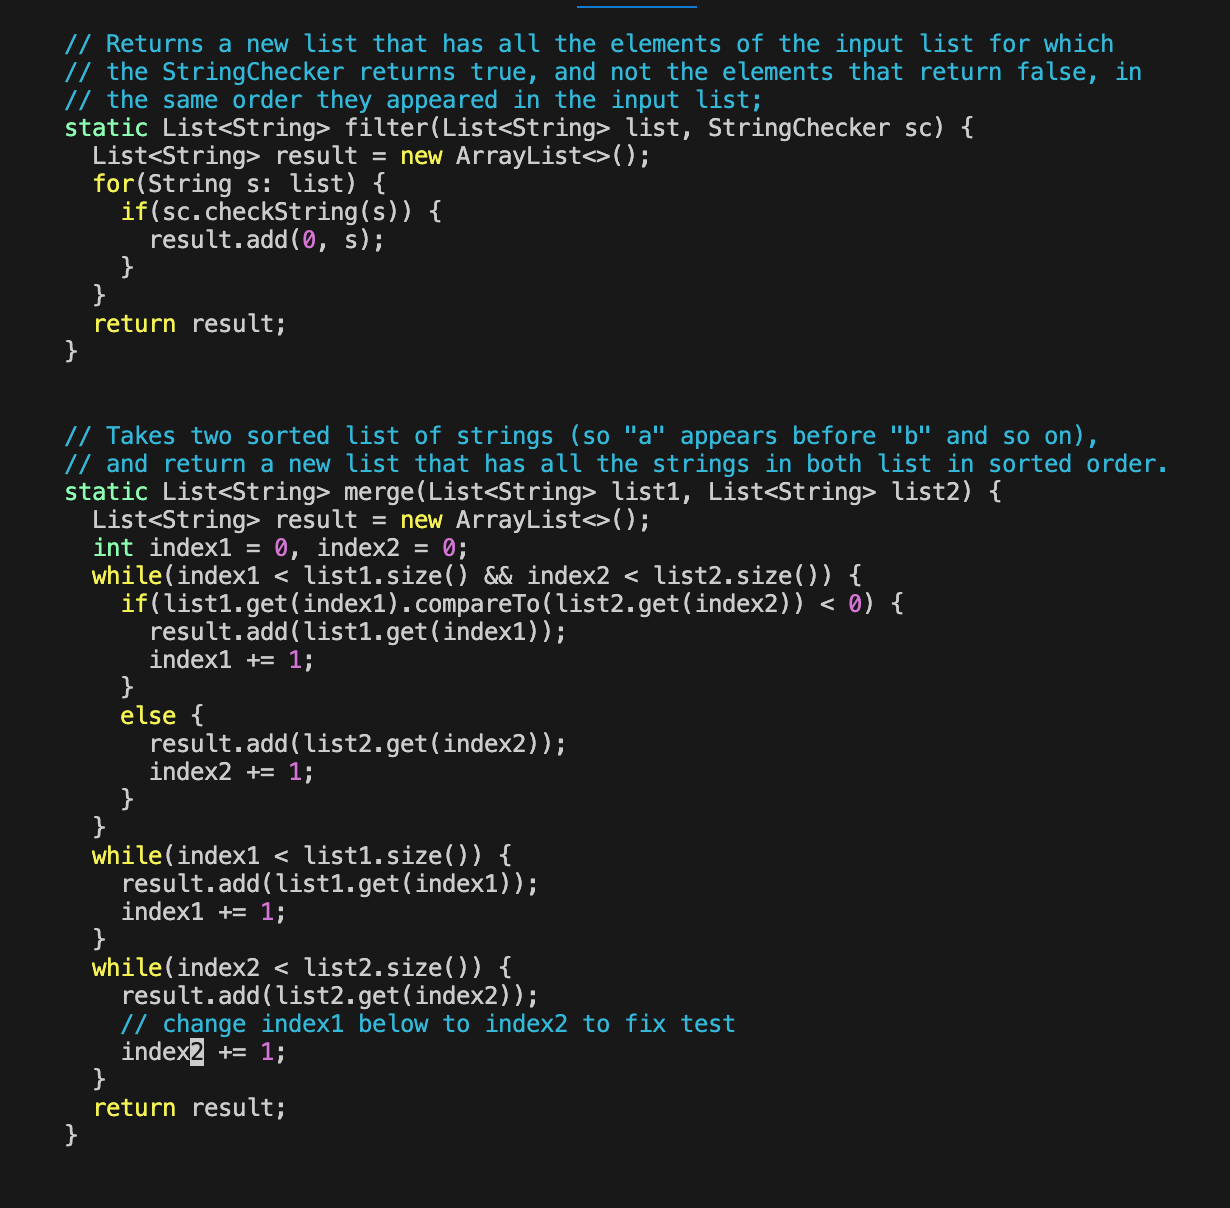 // Returns a new list that has all the elements of the input list for which
// the StringChecker returns true, and not the elements that return false, in
// the same order they appeared in the input list;
static List<String> filter(List<String> list, StringChecker sc) {
  List<String> result = new ArrayList<>();
  for(String s: list) {
    if(sc.checkString(s)) {
      result.add(0, s);
    }
  }
  return result;
}
// Takes two sorted list of strings (so "a" appears before "b" and so on),
// and return a new list that has all the strings in both list in sorted order.
static List<String> merge(List<String> list1, List<String> list2) {
  List<String> result = new ArrayList<>();
  int index1 = 0, index2 = 0;
  while(index1 < list1.size() && index2 < list2.size()) {
    if(list1.get(index1).compareTo(list2.get(index2)) < 0) {
      result.add(list1.get(index1));
      index1 += 1;
    }
    else {
      result.add(list2.get(index2));
      index2 += 1;
    }
  }
  while(index1 < list1.size()) {
    result.add(list1.get(index1));
    index1 += 1;
  }
  while(index2 < list2.size()) {
    result.add(list2.get(index2));
    // change index1 below to index2 to fix test
    index2 += 1;
  }
  return result;
}